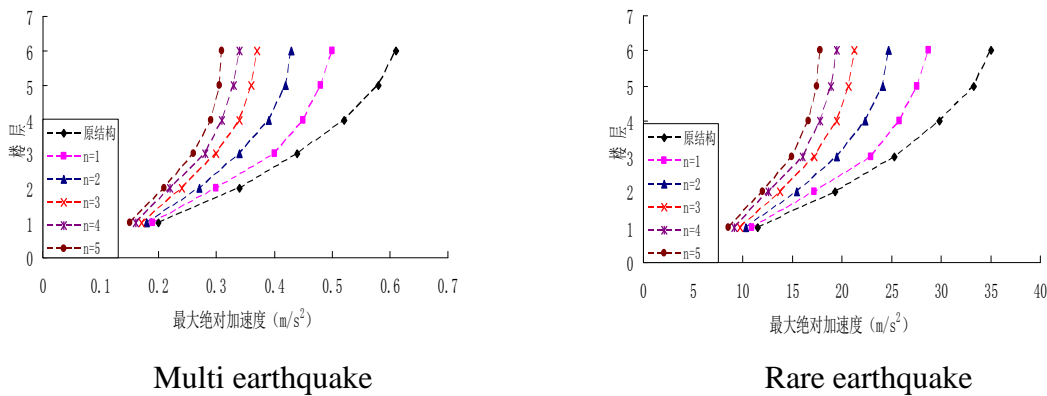 7
6
5
4
3
2
1
0
楼 层
原结构
n=1
n=2
n=3
n=4
n=5
0 0.1 0.2 0.3 0.4 0.5 0.6 0.7
最大绝对加速度（m/s²）
Multi earthquake
7
6
5
4
3
2
1
0
楼 层
原结构
n=1
n=2
n=3
n=4
n=5
0 5 10 15 20 25 30 35 40
最大绝对加速度（m/s²）
Rare earthquake